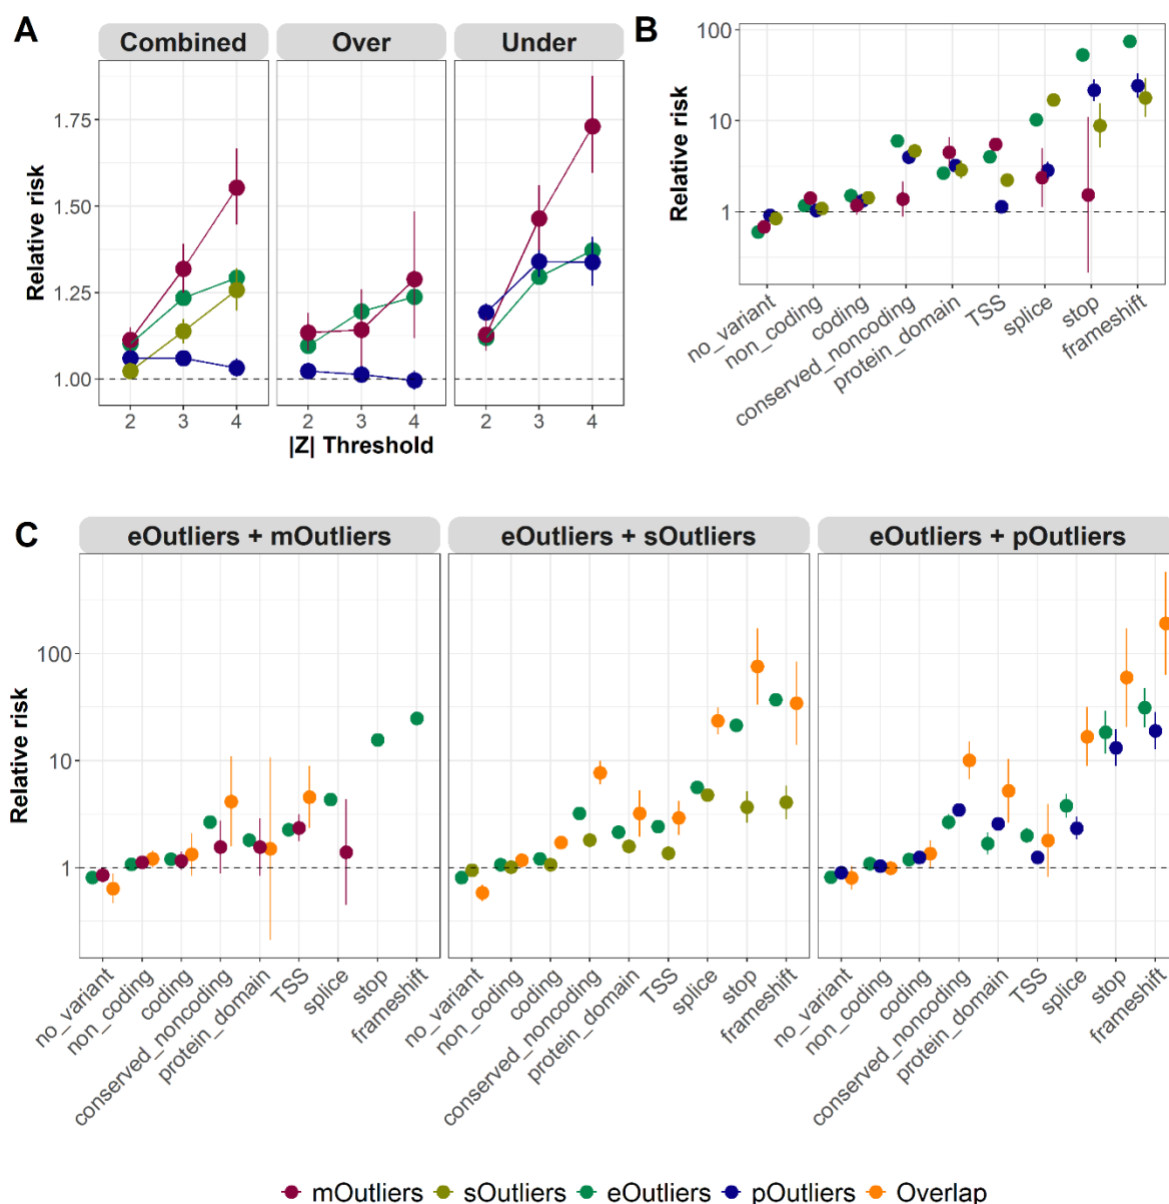 A
Combined
Over
Under
Relative risk
1.75
1.50
1.25
1.00
2
3
4
2
3
4
2
3
4
|Z| Threshold
B
Relative risk
100
10
1
no_variant
non_coding
coding
conserved_noncoding
protein_domain
TSS
splice
stop
frameshift
C
eOutliers + mOutliers
eOutliers + sOutliers
eOutliers + pOutliers
Relative risk
100
10
1
no_variant
non_coding
coding
conserved_noncoding
protein_domain
TSS
splice
stop
frameshift
no_variant
non_coding
coding
conserved_noncoding
protein_domain
TSS
splice
stop
frameshift
no_variant
non_coding
coding
conserved_noncoding
protein_domain
TSS
splice
stop
frameshift
mOutliers sOutliers eOutliers pOutliers Overlap